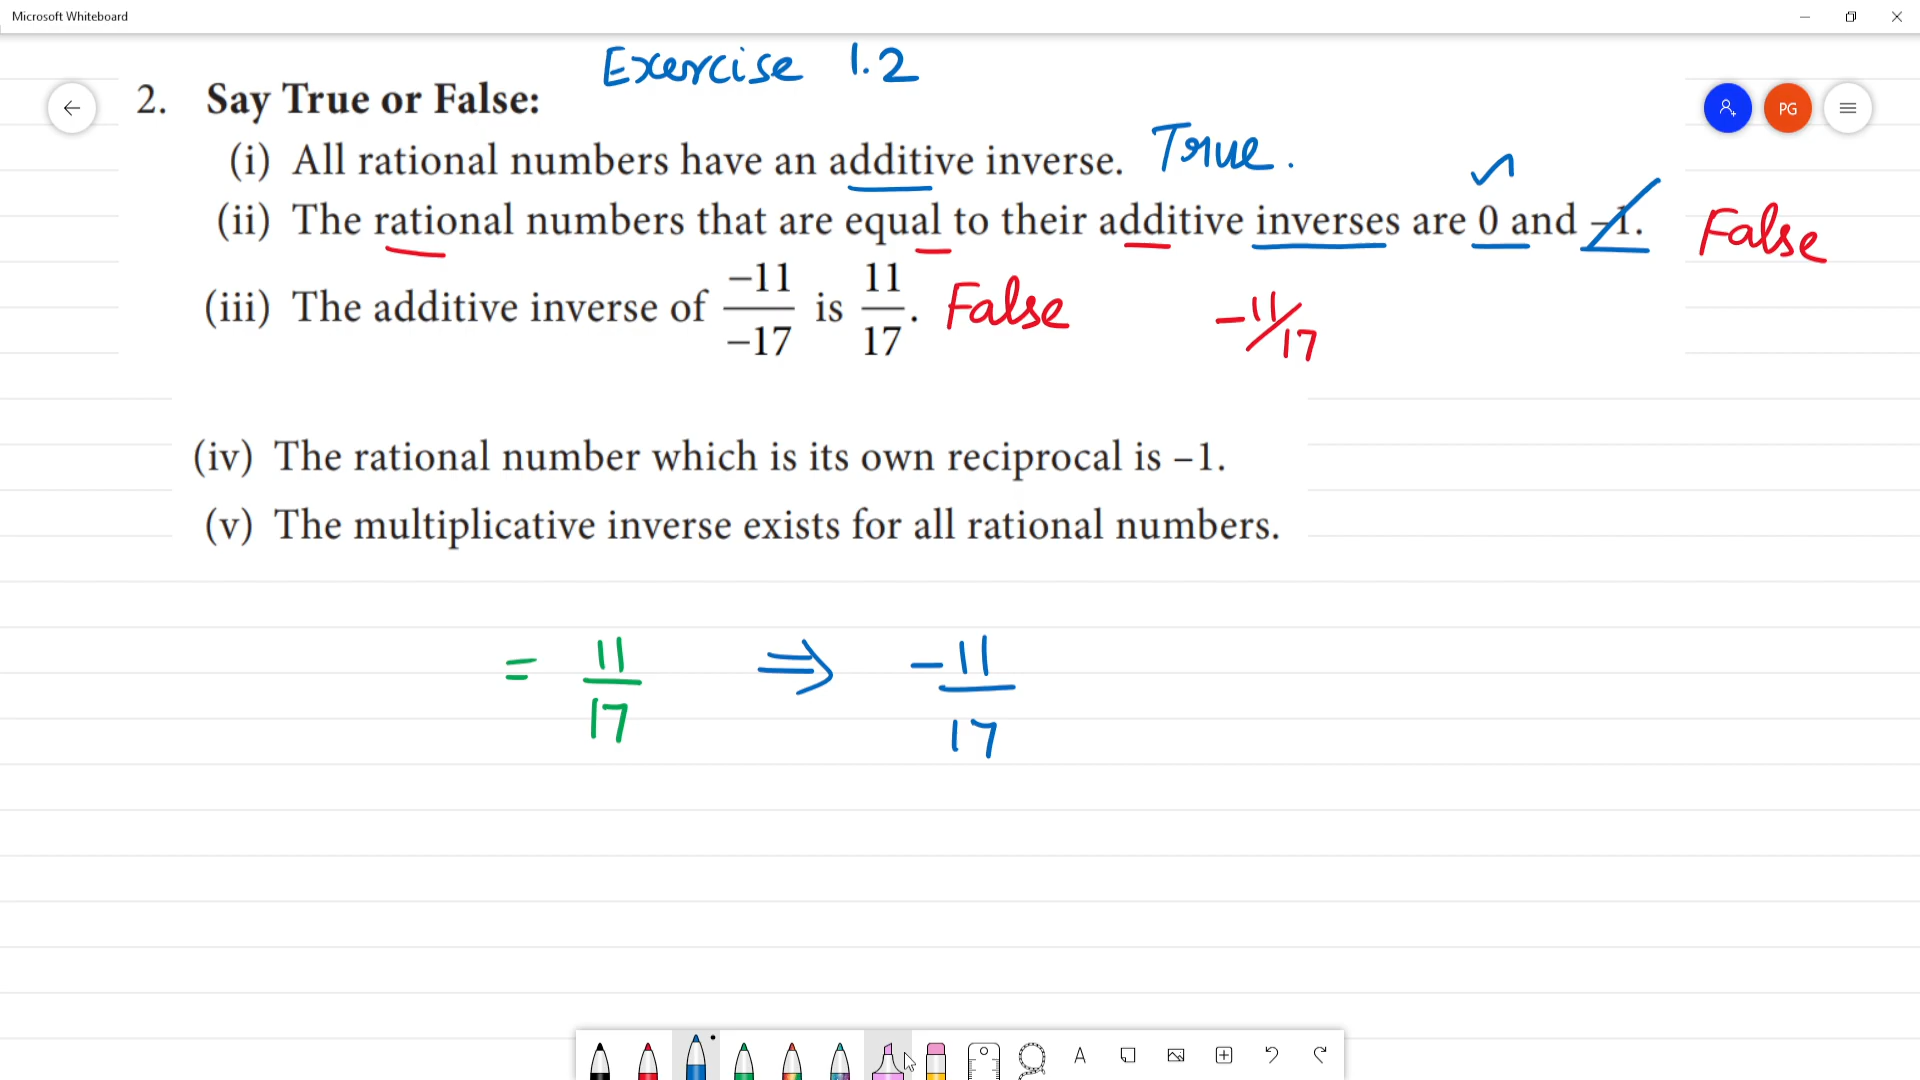 Microsoft Whiteboard
Exercise 1.2
2. Say True or False:
PG
(i) All rational numbers have an additive inverse. True.
(ii) The rational numbers that are equal to their additive inverses are 0 and –1. False
(iii) The additive inverse of –11/–17 is 11/17. False -11/17
(iv) The rational number which is its own reciprocal is –1.
(v) The multiplicative inverse exists for all rational numbers.
= 11/17 ⇒ -11/17
A